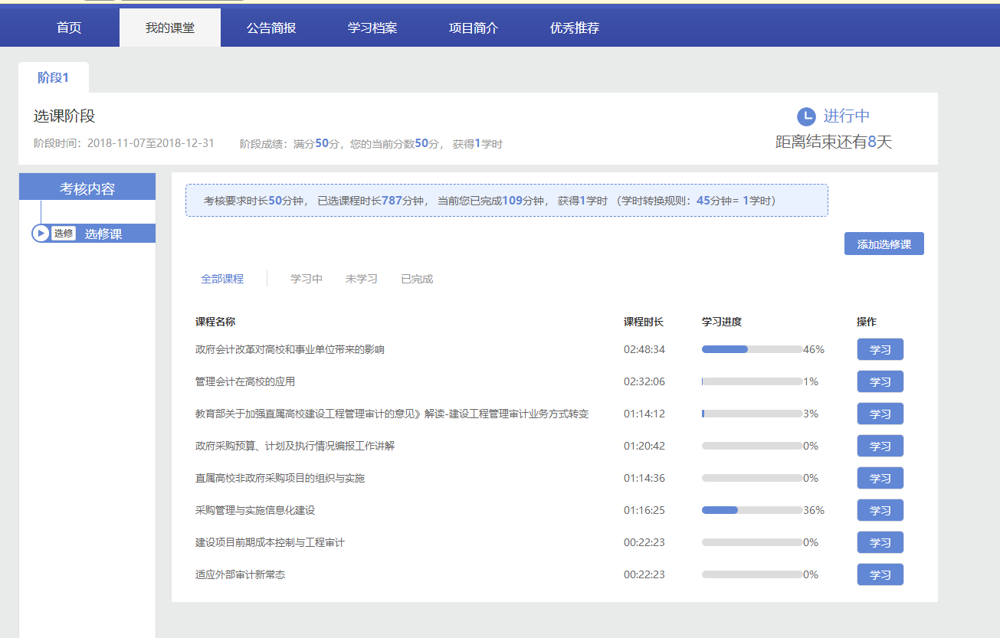 首页 我的课堂 公告简报 学习档案 项目简介 优秀推荐
阶段1
选课阶段
进行中
阶段时间：2018-11-07至2018-12-31 阶段成绩：满分50分，您的当前分数50分， 获得1学时
距离结束还有8天
考核内容
选修 选修课
考核要求时长50分钟， 已选课程时长787分钟， 当前您已完成109分钟， 获得1学时 （学时转换规则：45分钟= 1学时）
添加选修课
全部课程 学习中 未学习 已完成
课程名称 课程时长 学习进度 操作
政府会计改革对高校和事业单位带来的影响 02:48:34 46% 学习
管理会计在高校的应用 02:32:06 1% 学习
教育部关于加强直属高校建设工程管理审计的意见》解读-建设工程管理审计业务方式转变 01:14:12 3% 学习
政府采购预算、计划及执行情况编报工作讲解 01:20:42 0% 学习
直属高校非政府采购项目的组织与实施 01:14:36 0% 学习
采购管理与实施信息化建设 01:16:25 36% 学习
建设项目前期成本控制与工程审计 00:22:23 0% 学习
适应外部审计新常态 00:22:23 0% 学习